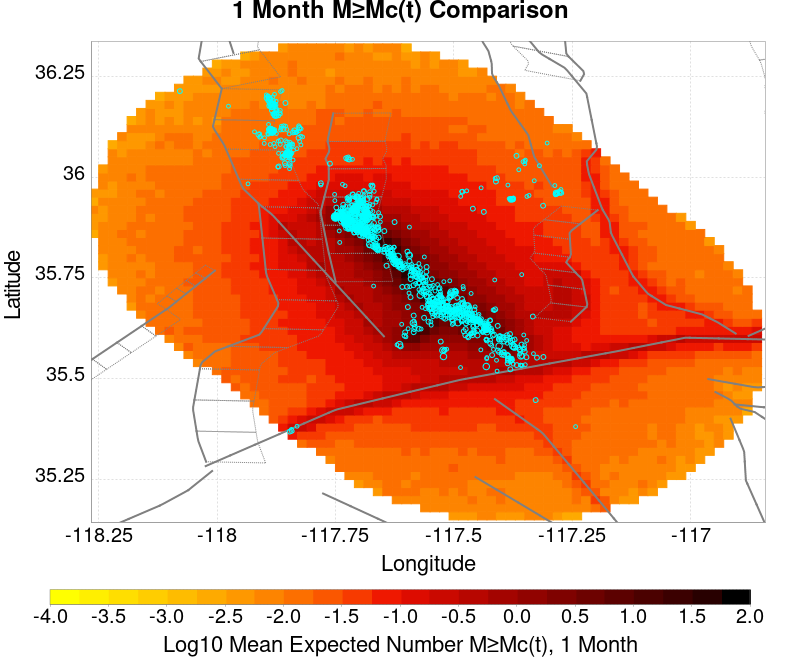 1 Month M≥Mc(t) Comparison
36.25
36
35.75
35.5
35.25
Latitude
-118.25 -118 -117.75 -117.5 -117.25 -117
Longitude
-4.0 -3.5 -3.0 -2.5 -2.0 -1.5 -1.0 -0.5 0.0 0.5 1.0 1.5 2.0
Log10 Mean Expected Number M≥Mc(t), 1 Month